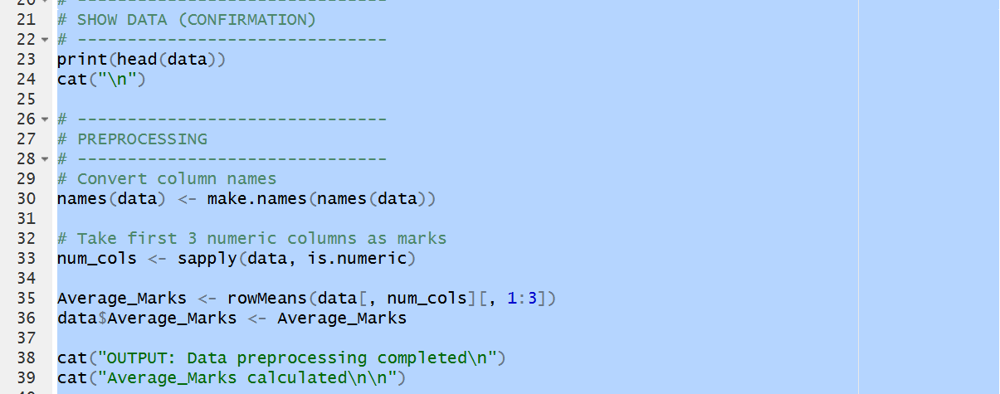 21 # SHOW DATA (CONFIRMATION)
22 # -------------------------------
23 print(head(data))
24 cat("\n")
25
26 # -------------------------------
27 # PREPROCESSING
28 # -------------------------------
29 # Convert column names
30 names(data) <- make.names(names(data))
31
32 # Take first 3 numeric columns as marks
33 num_cols <- sapply(data, is.numeric)
34
35 Average_Marks <- rowMeans(data[, num_cols][, 1:3])
36 data$Average_Marks <- Average_Marks
37
38 cat("OUTPUT: Data preprocessing completed\n")
39 cat("Average_Marks calculated\n\n")